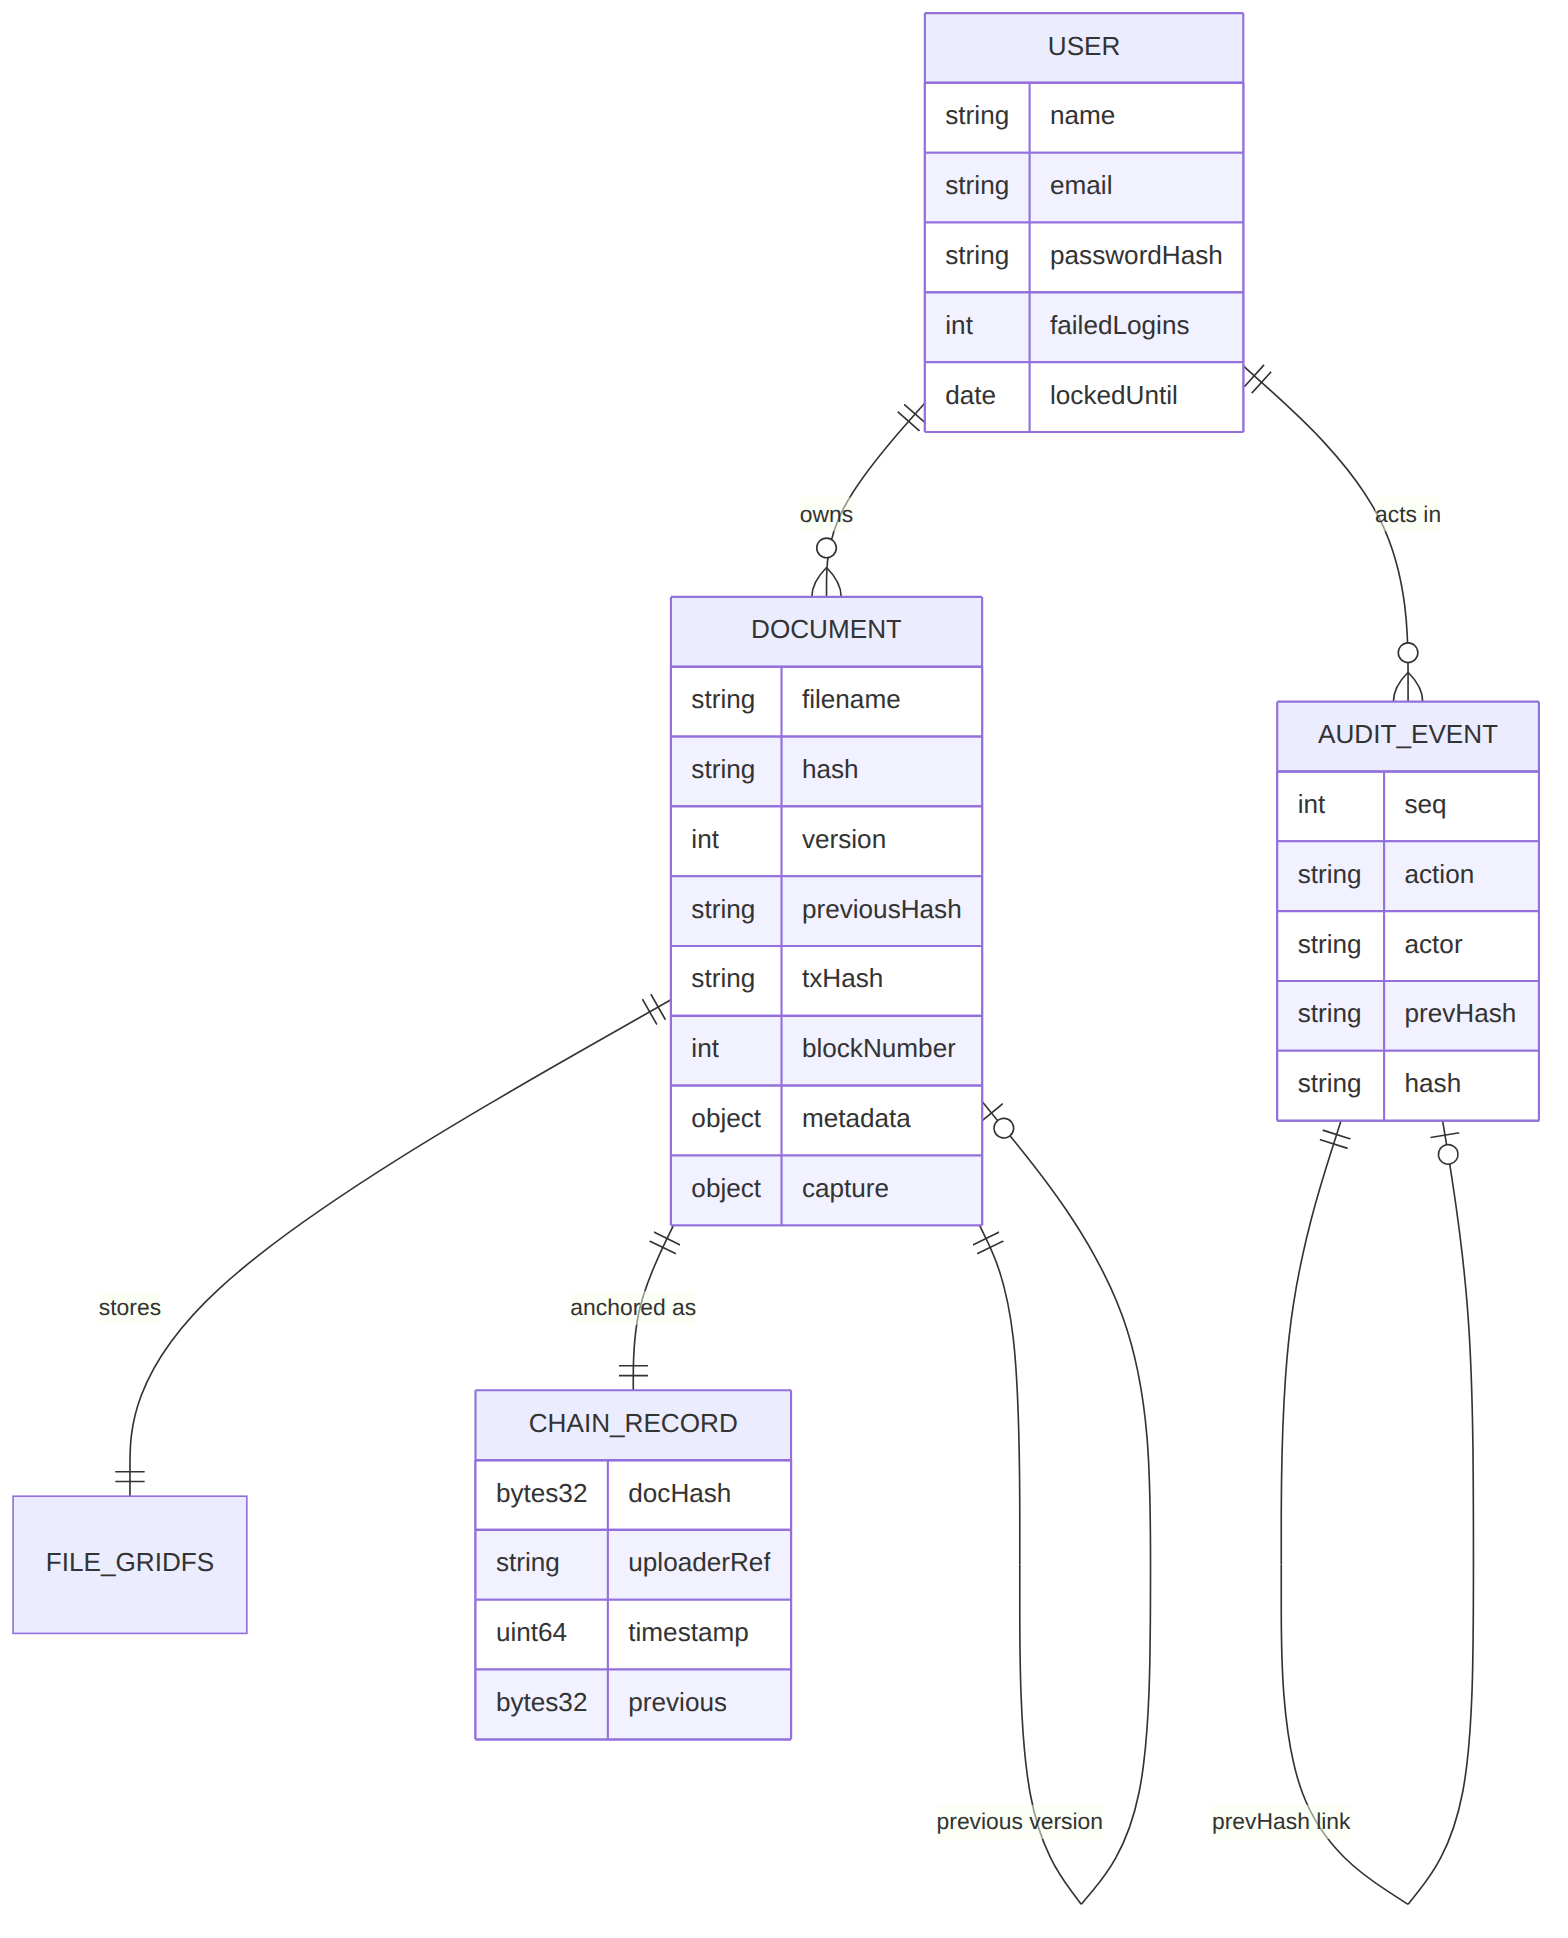 USER
string name
string email
string passwordHash
int failedLogins
date lockedUntil
owns
acts in
DOCUMENT
string filename
string hash
int version
string previousHash
string txHash
int blockNumber
object metadata
object capture
AUDIT_EVENT
int seq
string action
string actor
string prevHash
string hash
stores
anchored as
CHAIN_RECORD
bytes32 docHash
string uploaderRef
uint64 timestamp
bytes32 previous
FILE_GRIDFS
previous version
prevHash link